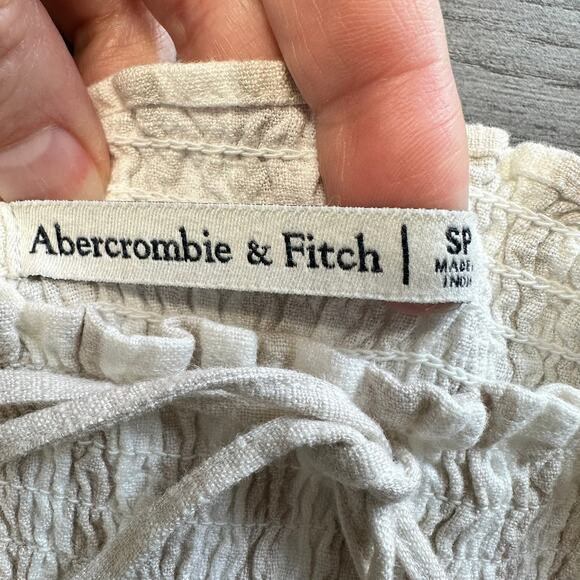 Abercrombie & Fitch | SP
MADE